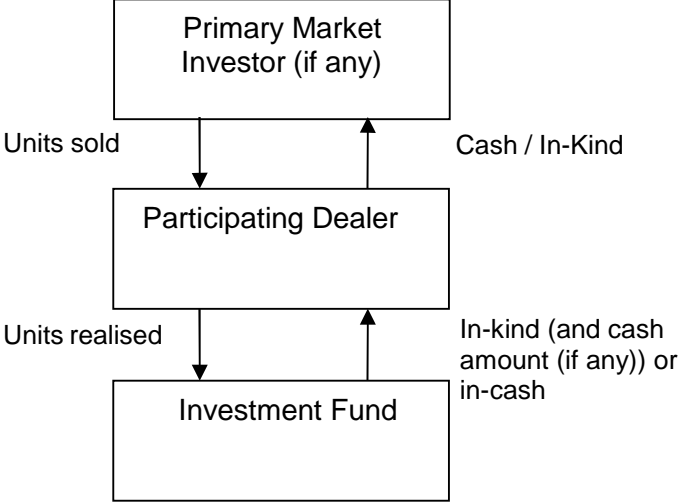 Primary Market
Investor (if any)
Units sold
Cash / In-Kind
Participating Dealer
Units realised
In-kind (and cash
amount (if any)) or
in-cash
Investment Fund